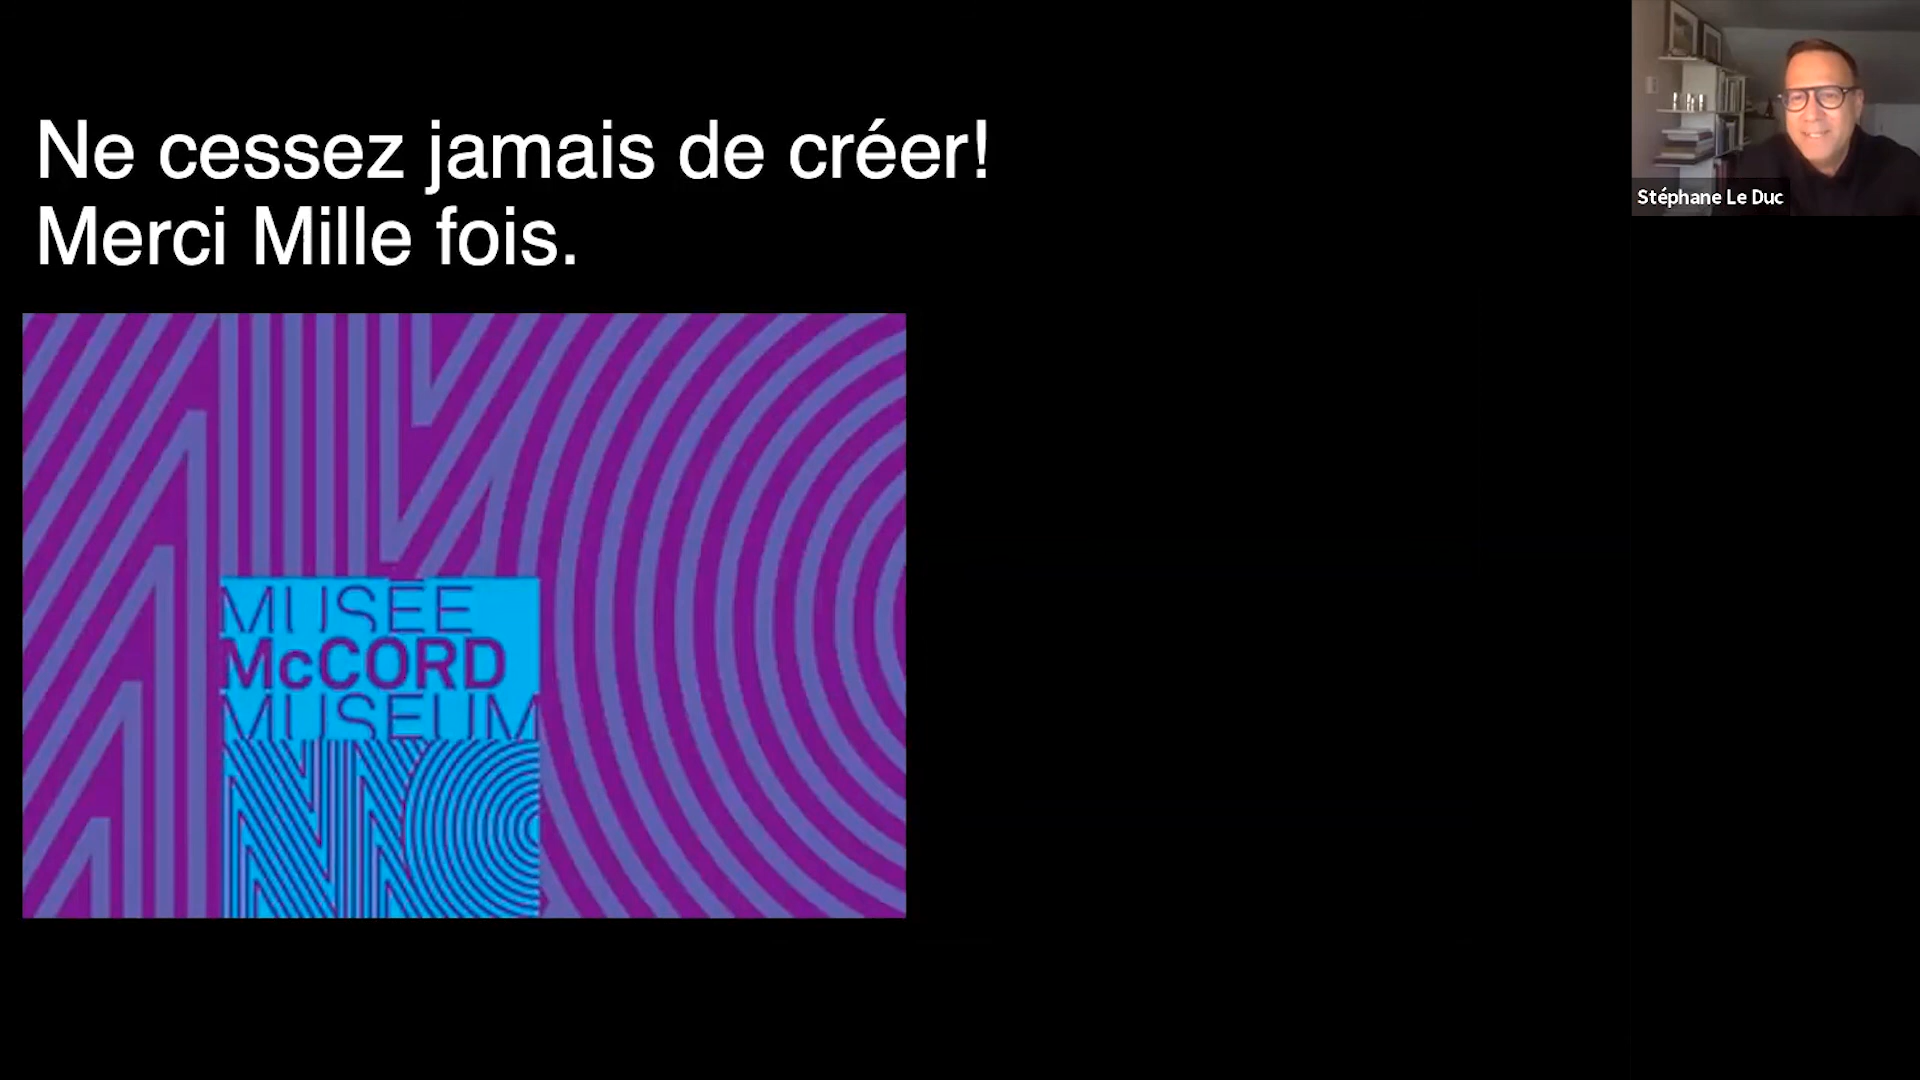 Ne cessez jamais de créer!
Merci Mille fois.
Stéphane Le Duc
MUSEE
McCORD
MUSEUM